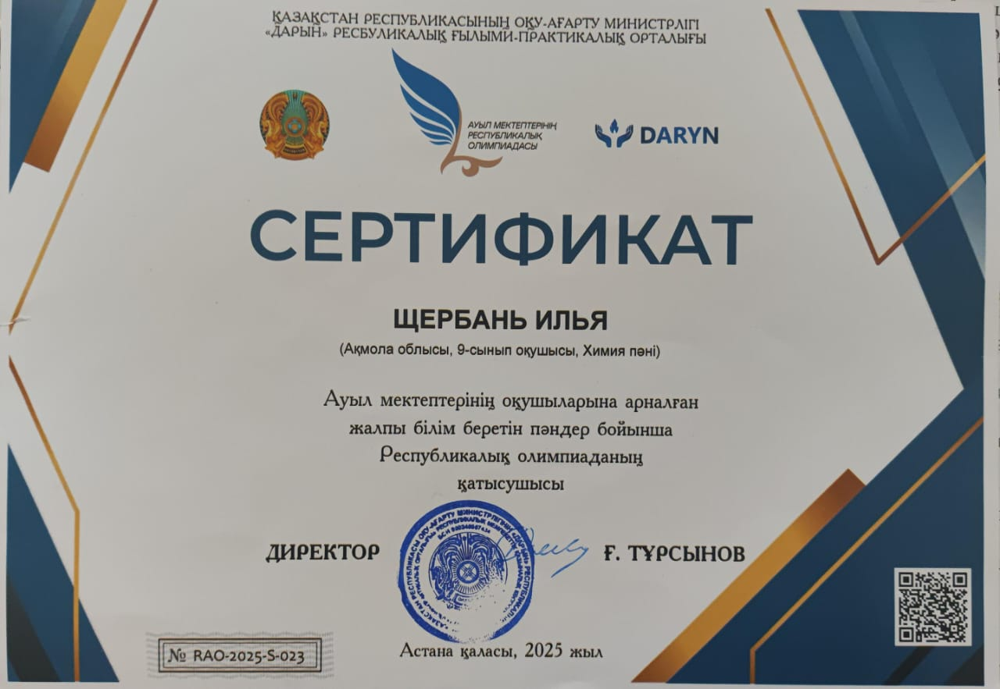 ҚАЗАҚСТАН РЕСПУБЛИКАСЫНЫҢ ОҚУ-АҒАРТУ МИНИСТРЛІГІ
«ДАРЫН» РЕСБУЛИКАЛЫҚ ҒЫЛЫМИ-ПРАКТИКАЛЫҚ ОРТАЛЫҒЫ
АУЫЛ МЕКТЕПТЕРІНІҢ
РЕСПУБЛИКАЛЫҚ
ОЛИМПИАДАСЫ
DARYN
СЕРТИФИКАТ
ЩЕРБАНЬ ИЛЬЯ
(Ақмола облысы, 9-сынып оқушысы, Химия пәні)
Ауыл мектептерінің оқушыларына арналған
жалпы білім беретін пәндер бойынша
Республикалық олимпиаданың
қатысушысы
ДИРЕКТОР
Ғ. ТҰРСЫНОВ
№ RAO-2025-S-023
Астана қаласы, 2025 жыл